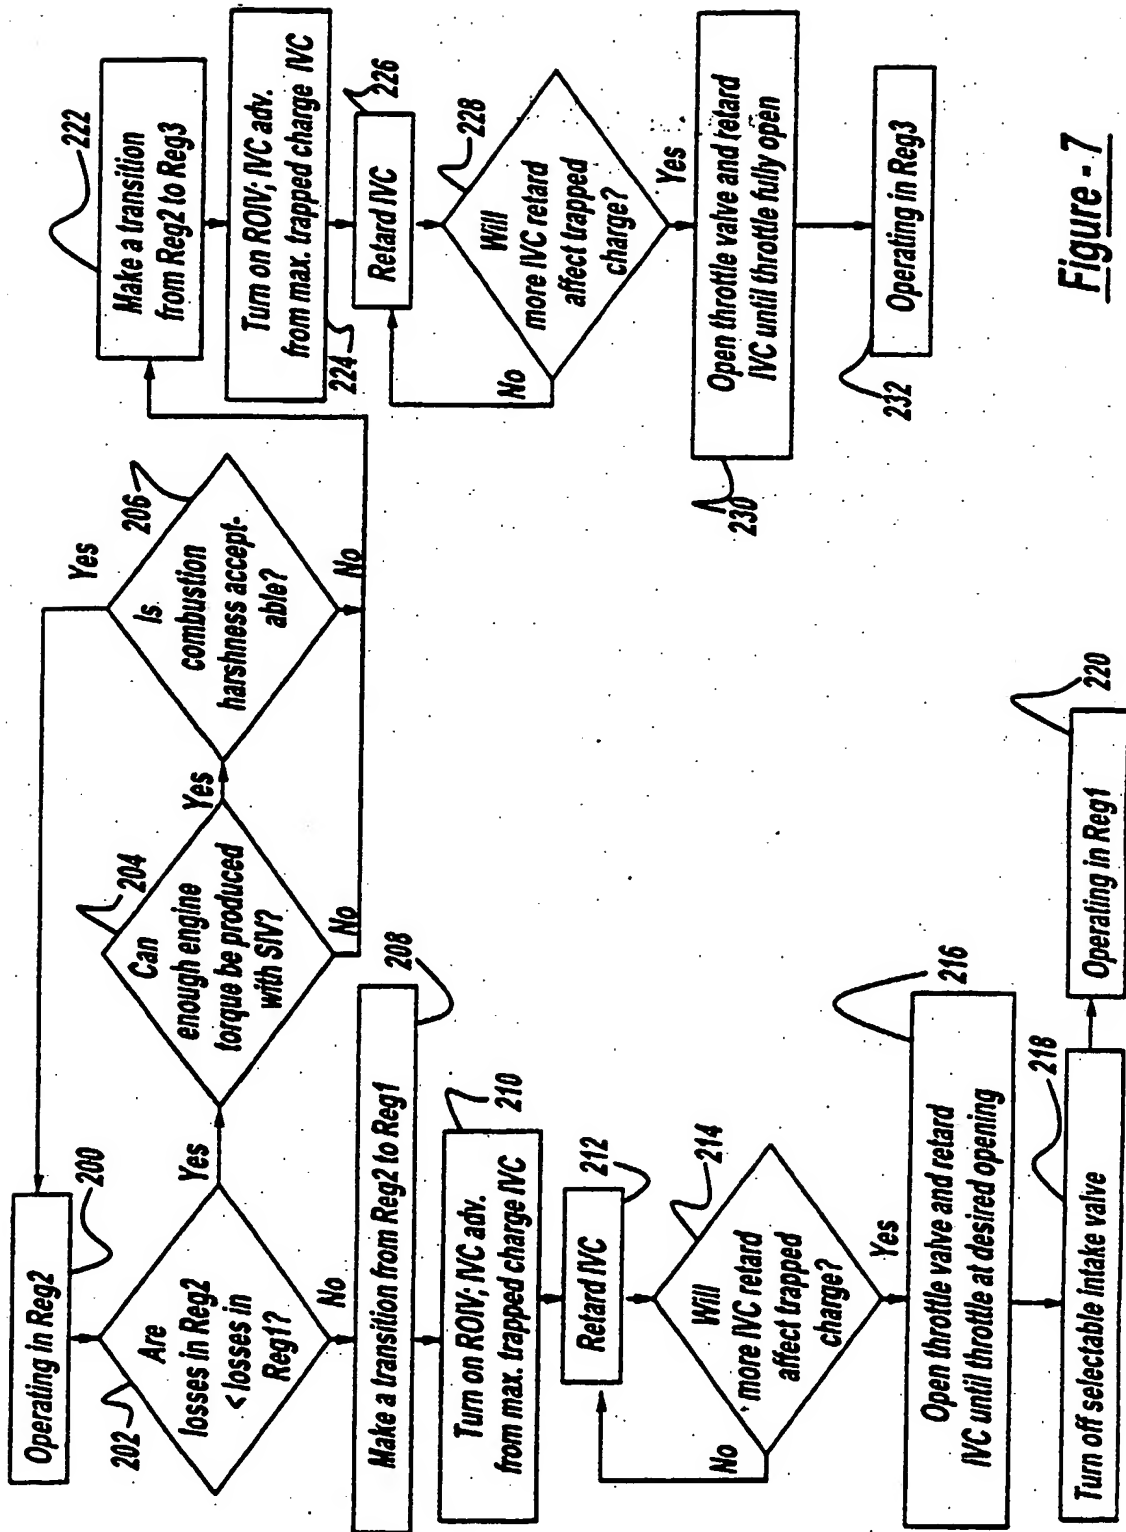 Operating in Reg2
200
Are
losses in Reg2
< losses in
Reg1?
202
Yes
No
Can
enough engine
torque be produced
with SIV?
204
Yes
No
Is
combustion
harshness accept-
able?
206
Yes
No
Make a transition from Reg2 to Reg1
208
Turn on ROIV; IVC adv.
from max. trapped charge IVC
210
Retard IVC
212
Will
more IVC retard
affect trapped
charge?
214
No
Yes
Open throttle valve and retard
IVC until throttle at desired opening
216
Turn off selectable intake valve
218
Operating in Reg1
220
Make a transition
from Reg2 to Reg3
222
Turn on ROIV; IVC adv.
from max. trapped charge IVC
224
Retard IVC
226
Will
more IVC retard
affect trapped
charge?
228
No
Yes
Open throttle valve and retard
IVC until throttle fully open
230
Operating in Reg3
232
Figure - 7